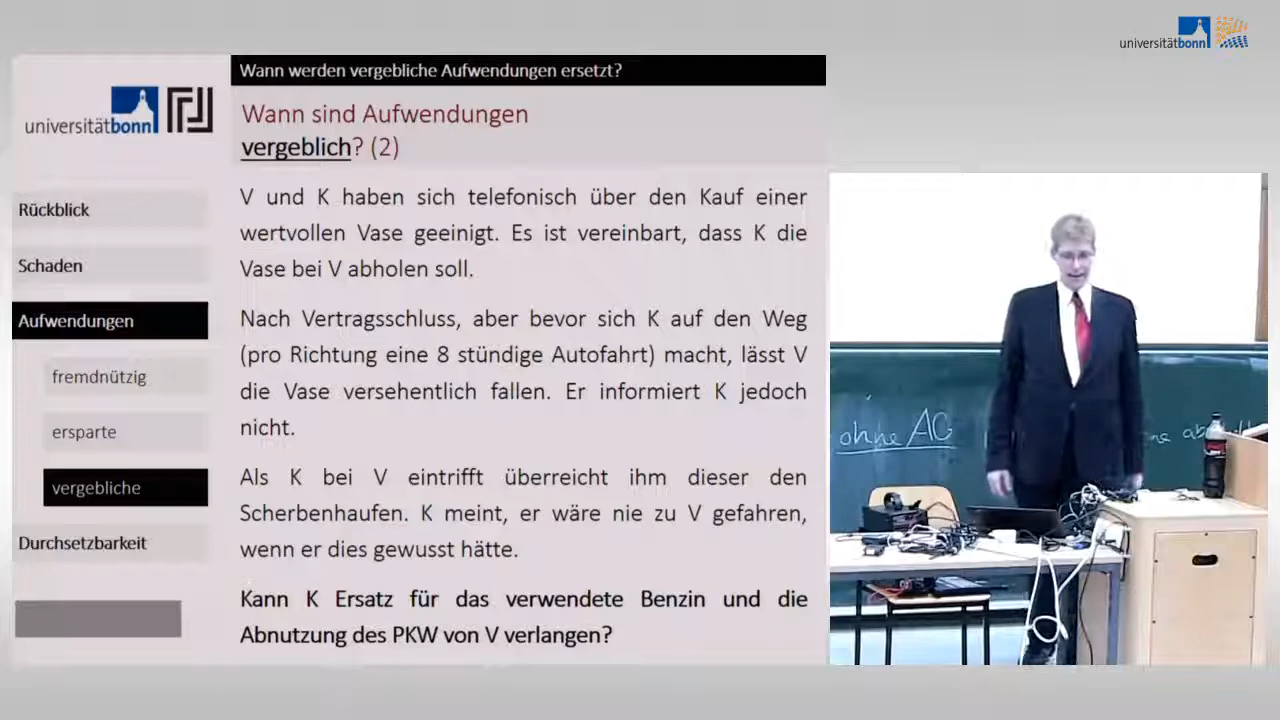 universitätbonn
Wann werden vergebliche Aufwendungen ersetzt?
universitätbonn
Wann sind Aufwendungen
vergeblich? (2)
Rückblick
Schaden
Aufwendungen
fremdnützig
ersparte
vergebliche
Durchsetzbarkeit
V und K haben sich telefonisch über den Kauf einer
wertvollen Vase geeinigt. Es ist vereinbart, dass K die
Vase bei V abholen soll.
Nach Vertragsschluss, aber bevor sich K auf den Weg
(pro Richtung eine 8 stündige Autofahrt) macht, lässt V
die Vase versehentlich fallen. Er informiert K jedoch
nicht.
Als K bei V eintrifft überreicht ihm dieser den
Scherbenhaufen. K meint, er wäre nie zu V gefahren,
wenn er dies gewusst hätte.
Kann K Ersatz für das verwendete Benzin und die
Abnutzung des PKW von V verlangen?
ohne AG